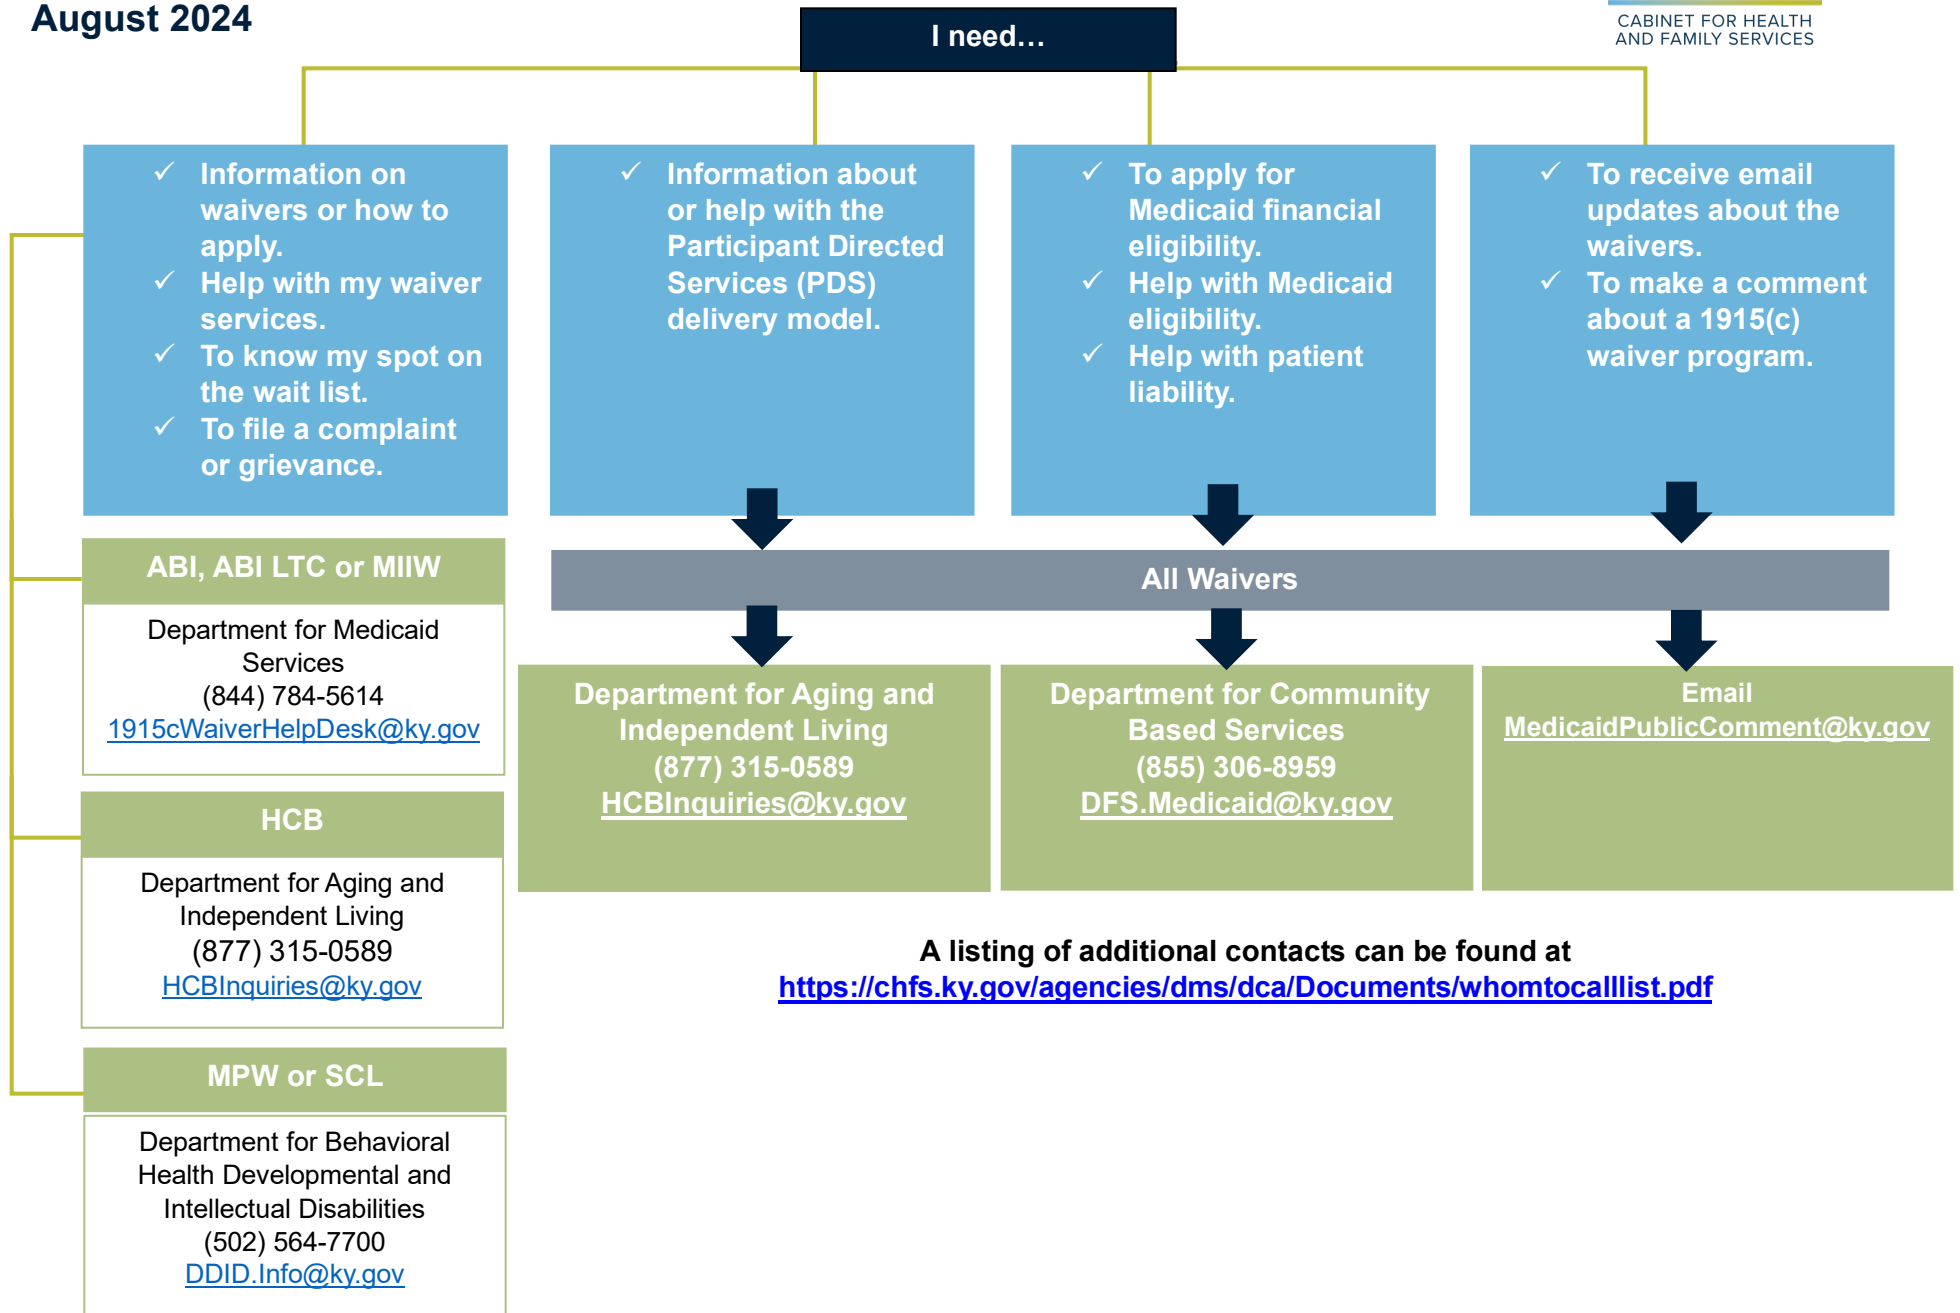 August 2024
I need...
CABINET FOR HEALTH
AND FAMILY SERVICES
✓ Information on
waivers or how to
apply.
✓ Help with my waiver
services.
✓ To know my spot on
the wait list.
✓ To file a complaint
or grievance.
✓ Information about
or help with the
Participant Directed
Services (PDS)
delivery model.
✓ To apply for
Medicaid financial
eligibility.
✓ Help with Medicaid
eligibility.
✓ Help with patient
liability.
✓ To receive email
updates about the
waivers.
✓ To make a comment
about a 1915(c)
waiver program.
ABI, ABI LTC or MIIW
Department for Medicaid
Services
(844) 784-5614
1915cWaiverHelpDesk@ky.gov
HCB
Department for Aging and
Independent Living
(877) 315-0589
HCBInquiries@ky.gov
MPW or SCL
Department for Behavioral
Health Developmental and
Intellectual Disabilities
(502) 564-7700
DDID.Info@ky.gov
All Waivers
Department for Aging and
Independent Living
(877) 315-0589
HCBInquiries@ky.gov
Department for Community
Based Services
(855) 306-8959
DFS.Medicaid@ky.gov
Email
MedicaidPublicComment@ky.gov
A listing of additional contacts can be found at
https://chfs.ky.gov/agencies/dms/dca/Documents/whomtocalllist.pdf